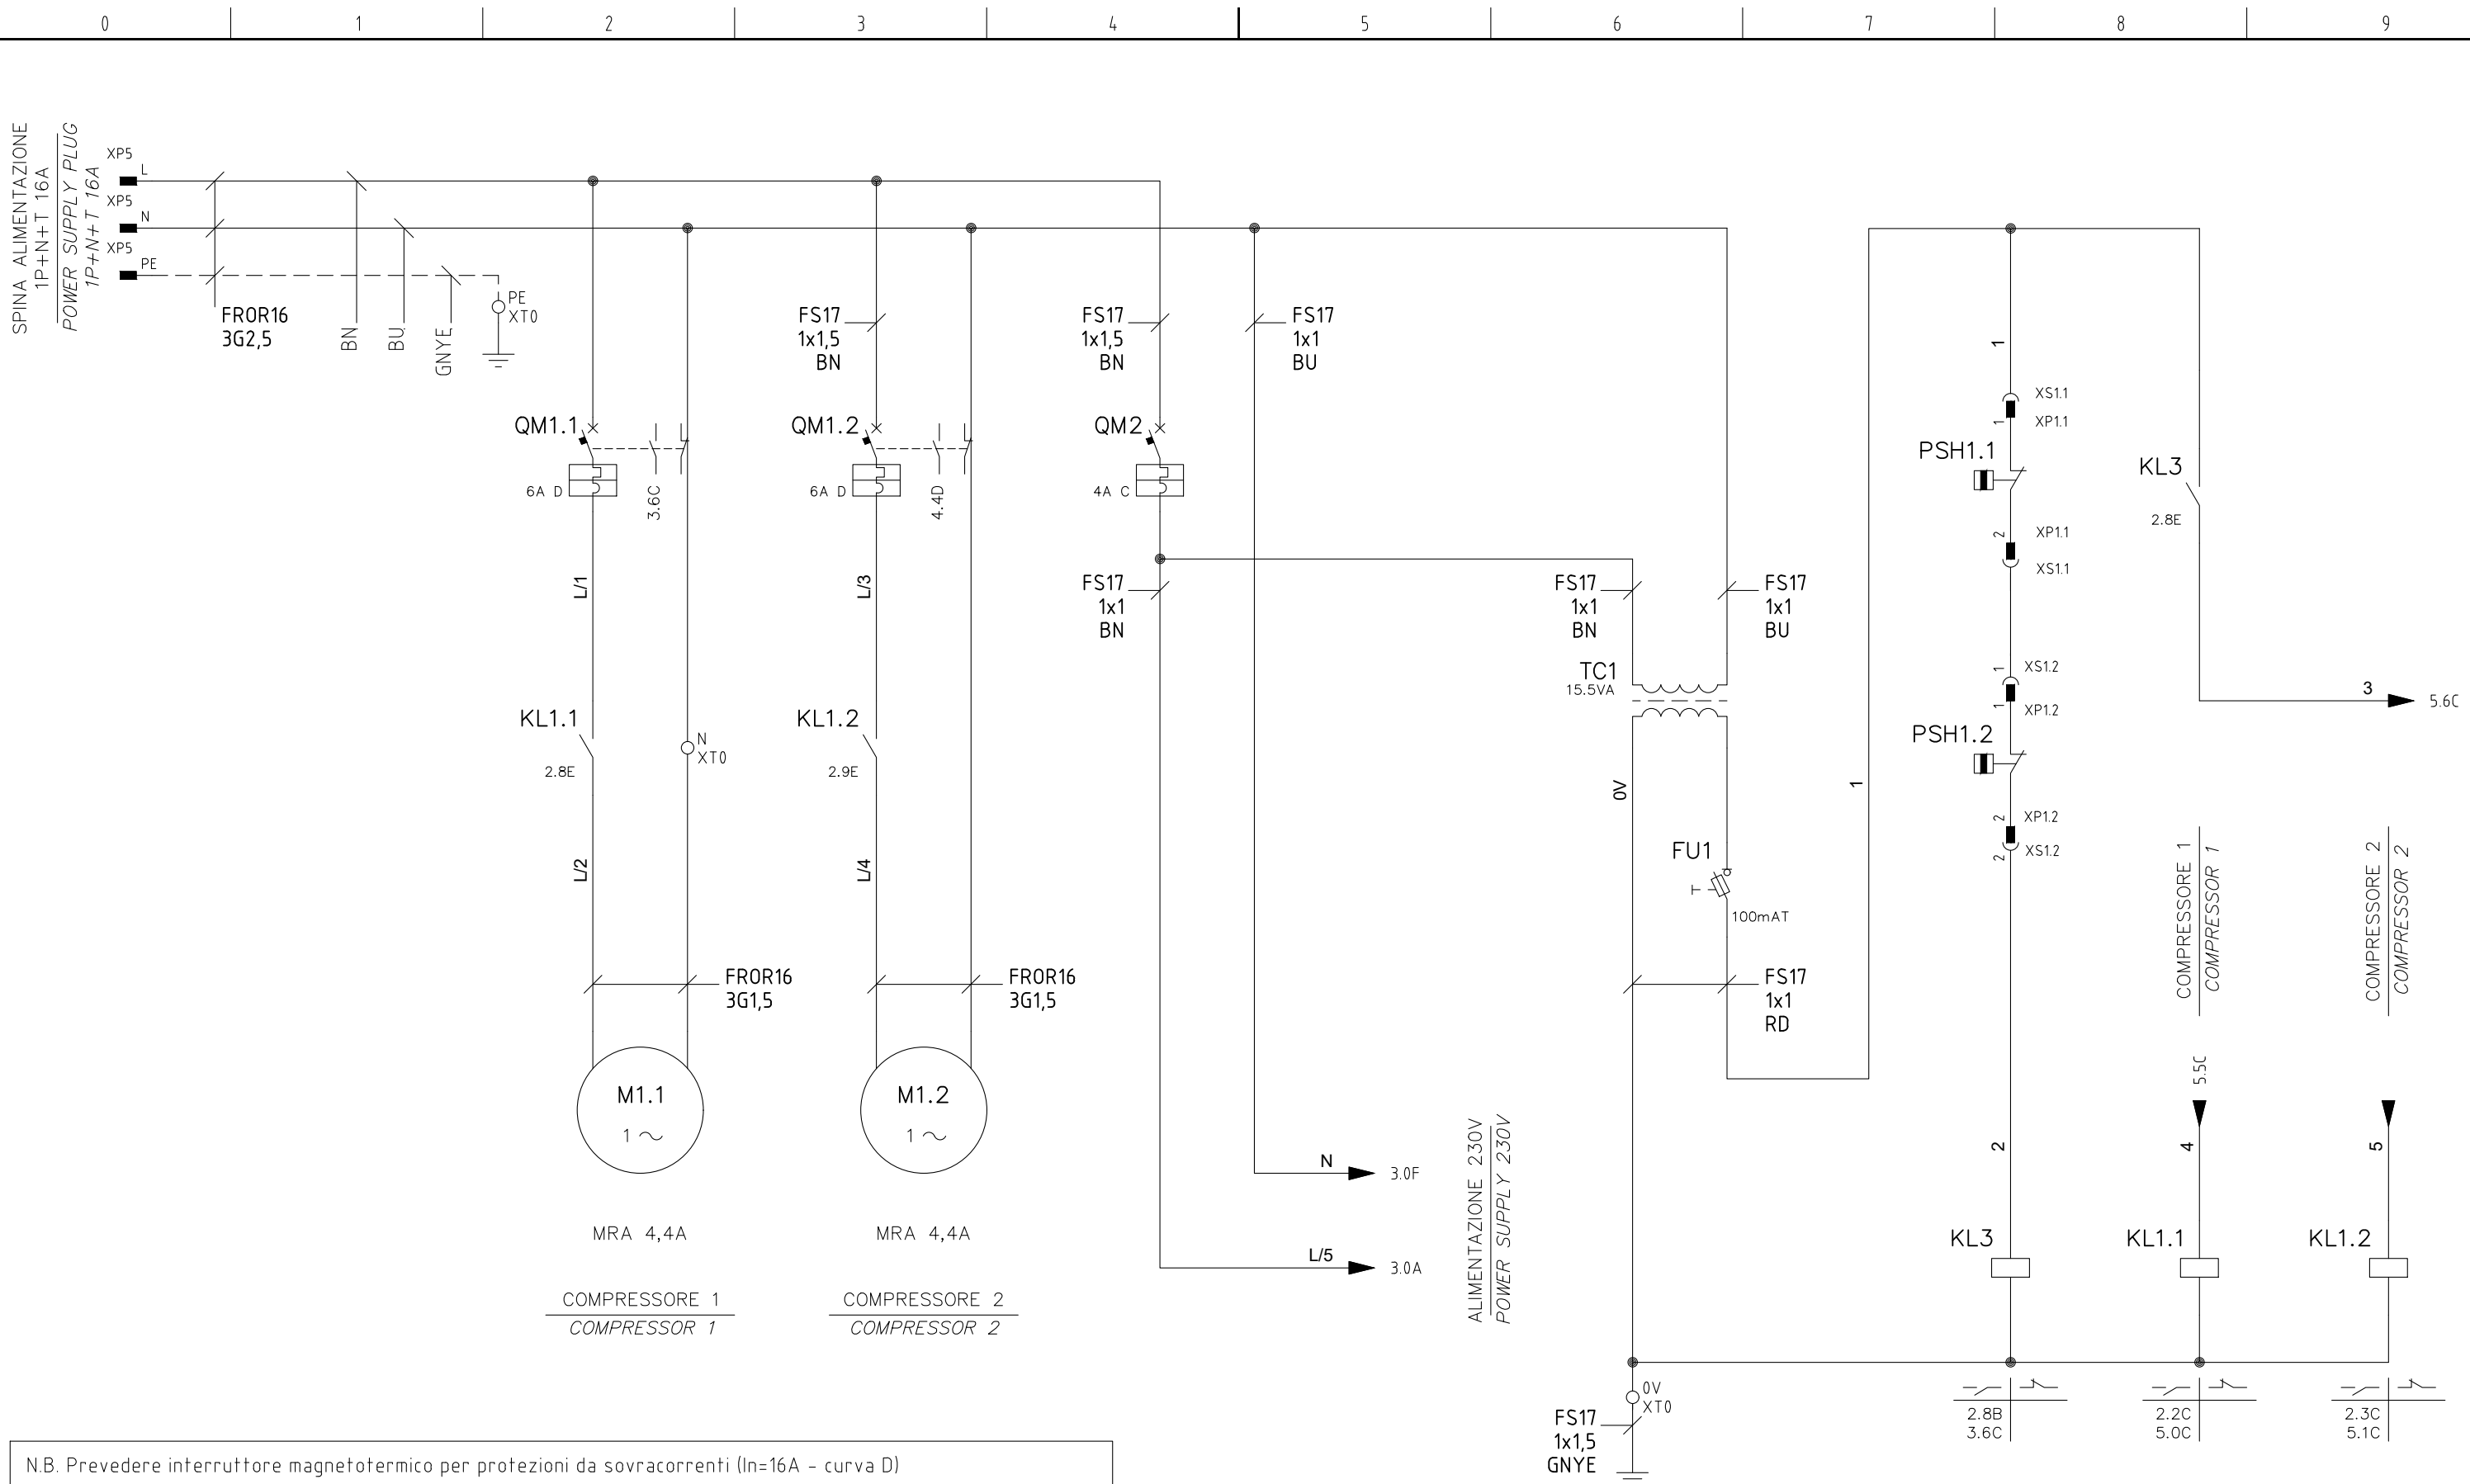 0 1 2 3 4 5 6 7 8 9
SPINA ALIMENTAZIONE
1P+N+T 16A
POWER SUPPLY PLUG
1P+N+T 16A
XP5
L
XP5
N
XP5
PE
FROR16
3G2,5
BN
BU
GNYE
PE
XT0
FS17
1x1,5
BN
FS17
1x1,5
BN
FS17
1x1
BU
QM1.1
6A D
3.6C
QM1.2
6A D
4.4D
QM2
4A C
L/1
L/3
FS17
1x1
BN
FS17
1x1
BN
FS17
1x1
BU
TC1
15.5VA
KL1.1
2.8E
N
XT0
KL1.2
2.9E
L/2
L/4
0V
FU1
100mAT
1
FROR16
3G1,5
FROR16
3G1,5
FS17
1x1
RD
M1.1
1
M1.2
1
MRA 4,4A
MRA 4,4A
COMPRESSORE 1
COMPRESSOR 1
COMPRESSORE 2
COMPRESSOR 2
N
3.0F
L/5
3.0A
ALIMENTAZIONE 230V
POWER SUPPLY 230V
1
XS1.1
1
XP1.1
PSH1.1
2
XP1.1
XS1.1
1
XS1.2
1
XP1.2
PSH1.2
2
XP1.2
2
XS1.2
KL3
2.8E
3
5.6C
COMPRESSORE 1
COMPRESSOR 1
COMPRESSORE 2
COMPRESSOR 2
5.5C
2
4
5
KL3
KL1.1
KL1.2
0V
XT0
FS17
1x1,5
GNYE
2.8B
3.6C
2.2C
5.0C
2.3C
5.1C
N.B. Prevedere interruttore magnetotermico per protezioni da sovracorrenti (In=16A - curva D)